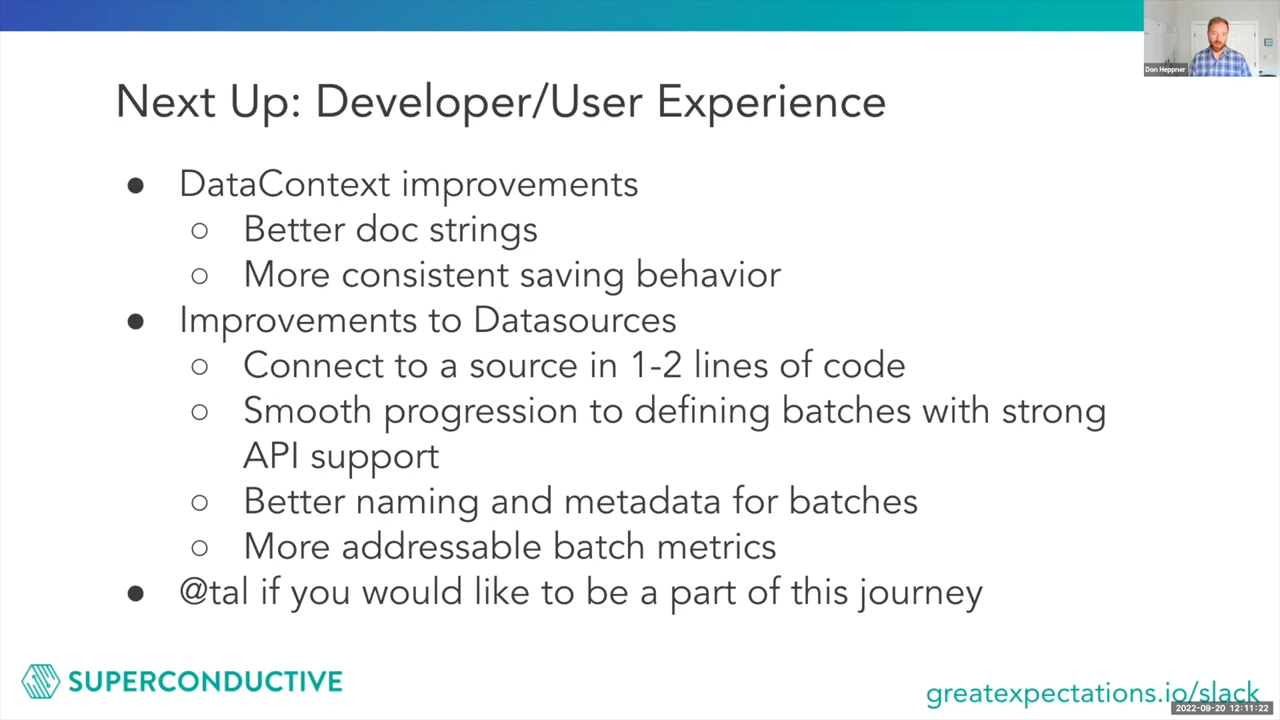 Don Heppner
Next Up: Developer/User Experience
● DataContext improvements
○ Better doc strings
○ More consistent saving behavior
● Improvements to Datasources
○ Connect to a source in 1-2 lines of code
○ Smooth progression to defining batches with strong
API support
○ Better naming and metadata for batches
○ More addressable batch metrics
● @tal if you would like to be a part of this journey
SUPERCONDUCTIVE
greatexpectations.io/slack
2022-09-20 12:11:22